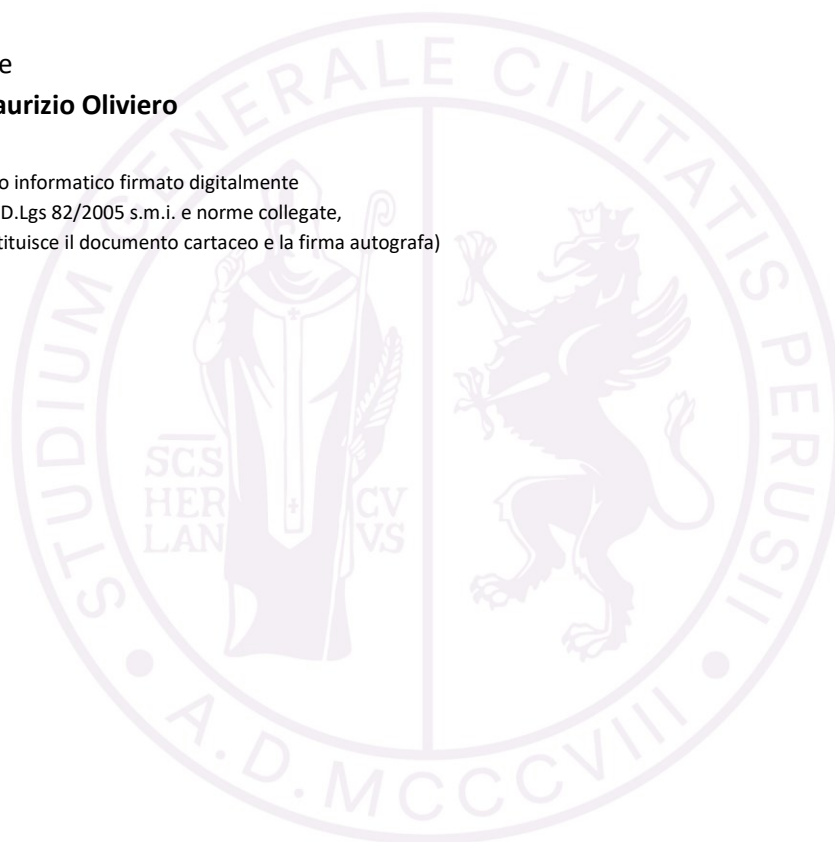 e
aurizio Oliviero
o informatico firmato digitalmente
D.Lgs 82/2005 s.m.i. e norme collegate,
tituisce il documento cartaceo e la firma autografa)
STUDIUM GENERALE CIVITATIS PERUSII
SCS
HER
LAN
CV
VS
A.D. MCCCVIII